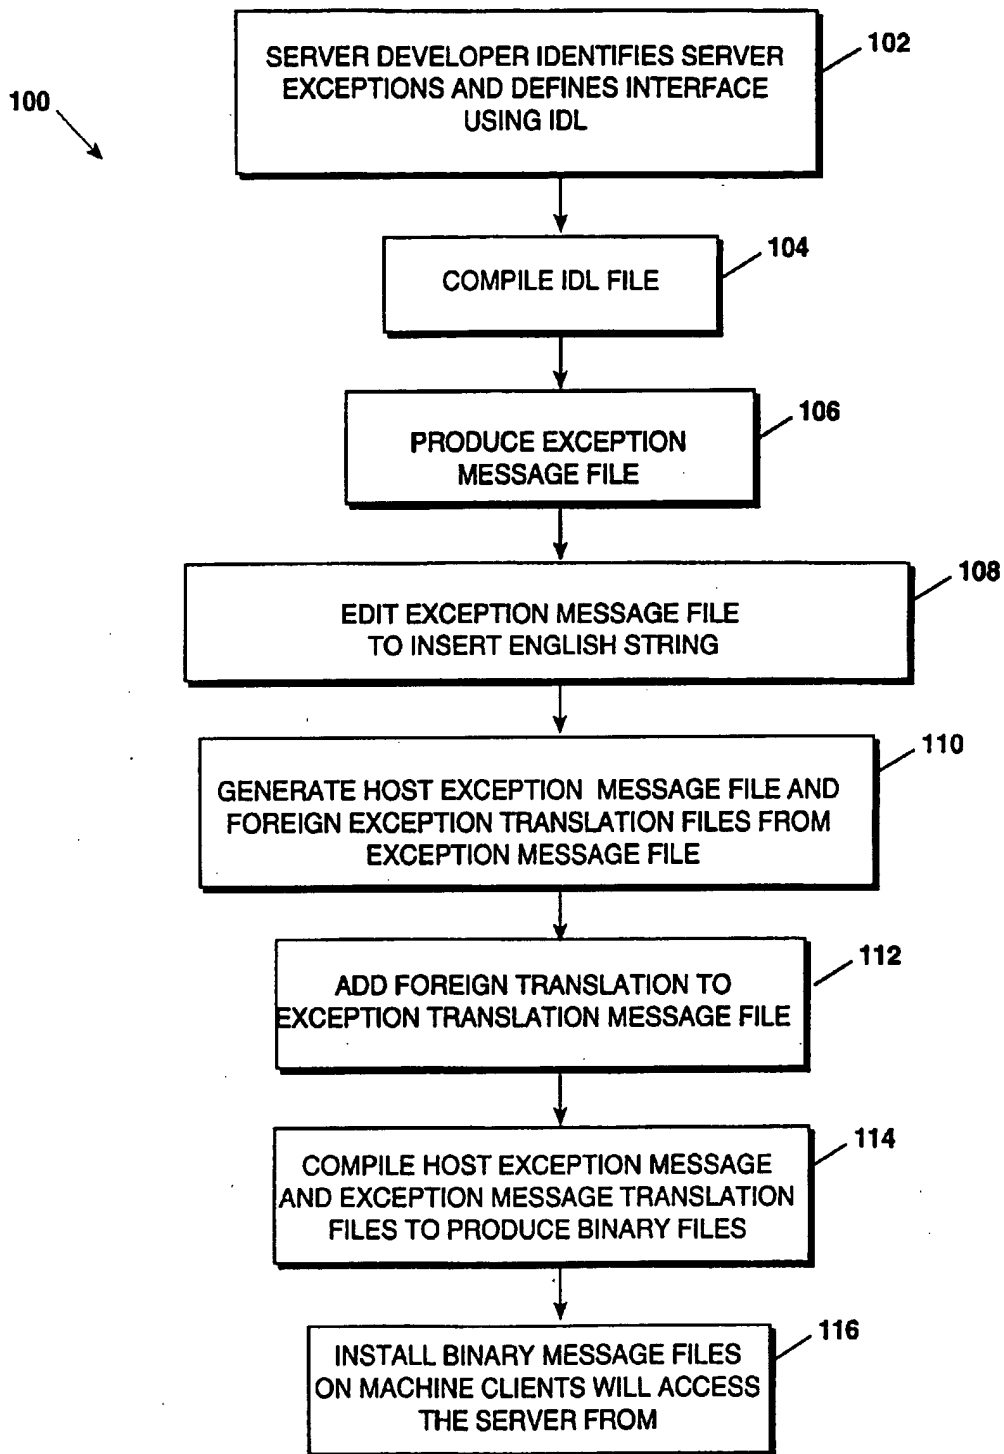 100
SERVER DEVELOPER IDENTIFIES SERVER
EXCEPTIONS AND DEFINES INTERFACE
USING IDL
102
COMPILE IDL FILE
104
PRODUCE EXCEPTION
MESSAGE FILE
106
EDIT EXCEPTION MESSAGE FILE
TO INSERT ENGLISH STRING
108
GENERATE HOST EXCEPTION MESSAGE FILE AND
FOREIGN EXCEPTION TRANSLATION FILES FROM
EXCEPTION MESSAGE FILE
110
ADD FOREIGN TRANSLATION TO
EXCEPTION TRANSLATION MESSAGE FILE
112
COMPILE HOST EXCEPTION MESSAGE
AND EXCEPTION MESSAGE TRANSLATION
FILES TO PRODUCE BINARY FILES
114
INSTALL BINARY MESSAGE FILES
ON MACHINE CLIENTS WILL ACCESS
THE SERVER FROM
116